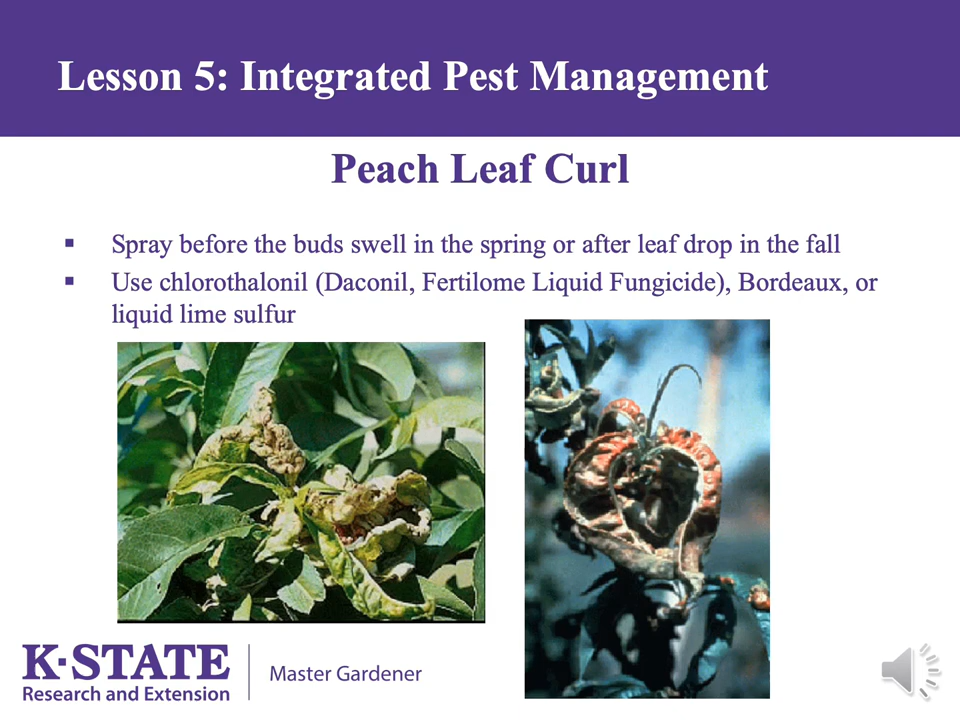 Lesson 5: Integrated Pest Management
Peach Leaf Curl
▪ Spray before the buds swell in the spring or after leaf drop in the fall
▪ Use chlorothalonil (Daconil, Fertilome Liquid Fungicide), Bordeaux, or
liquid lime sulfur
K·STATE
Research and Extension
Master Gardener